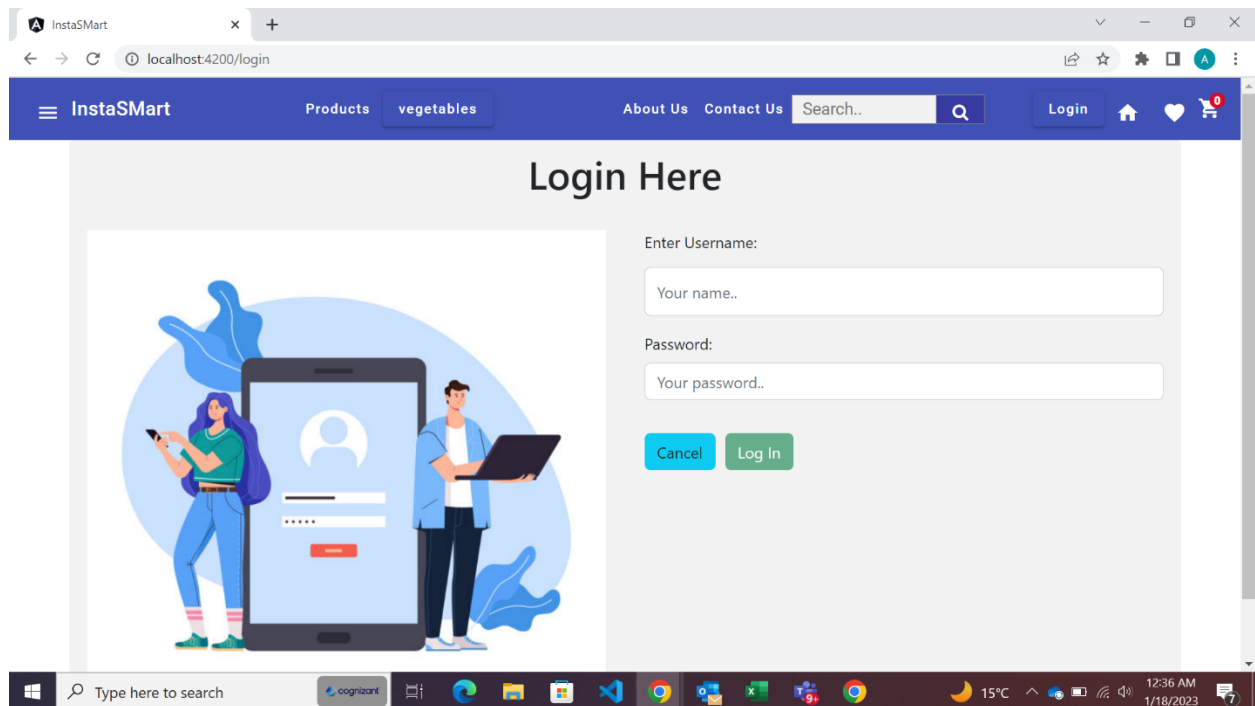 InstaSMart
localhost:4200/login
A
InstaSMart Products vegetables About Us Contact Us Search.. Login 0
Login Here
Enter Username:
Your name..
Password:
Your password..
Cancel Log In
Type here to search cognizant 9+ 15°C 12:36 AM
1/18/2023 7